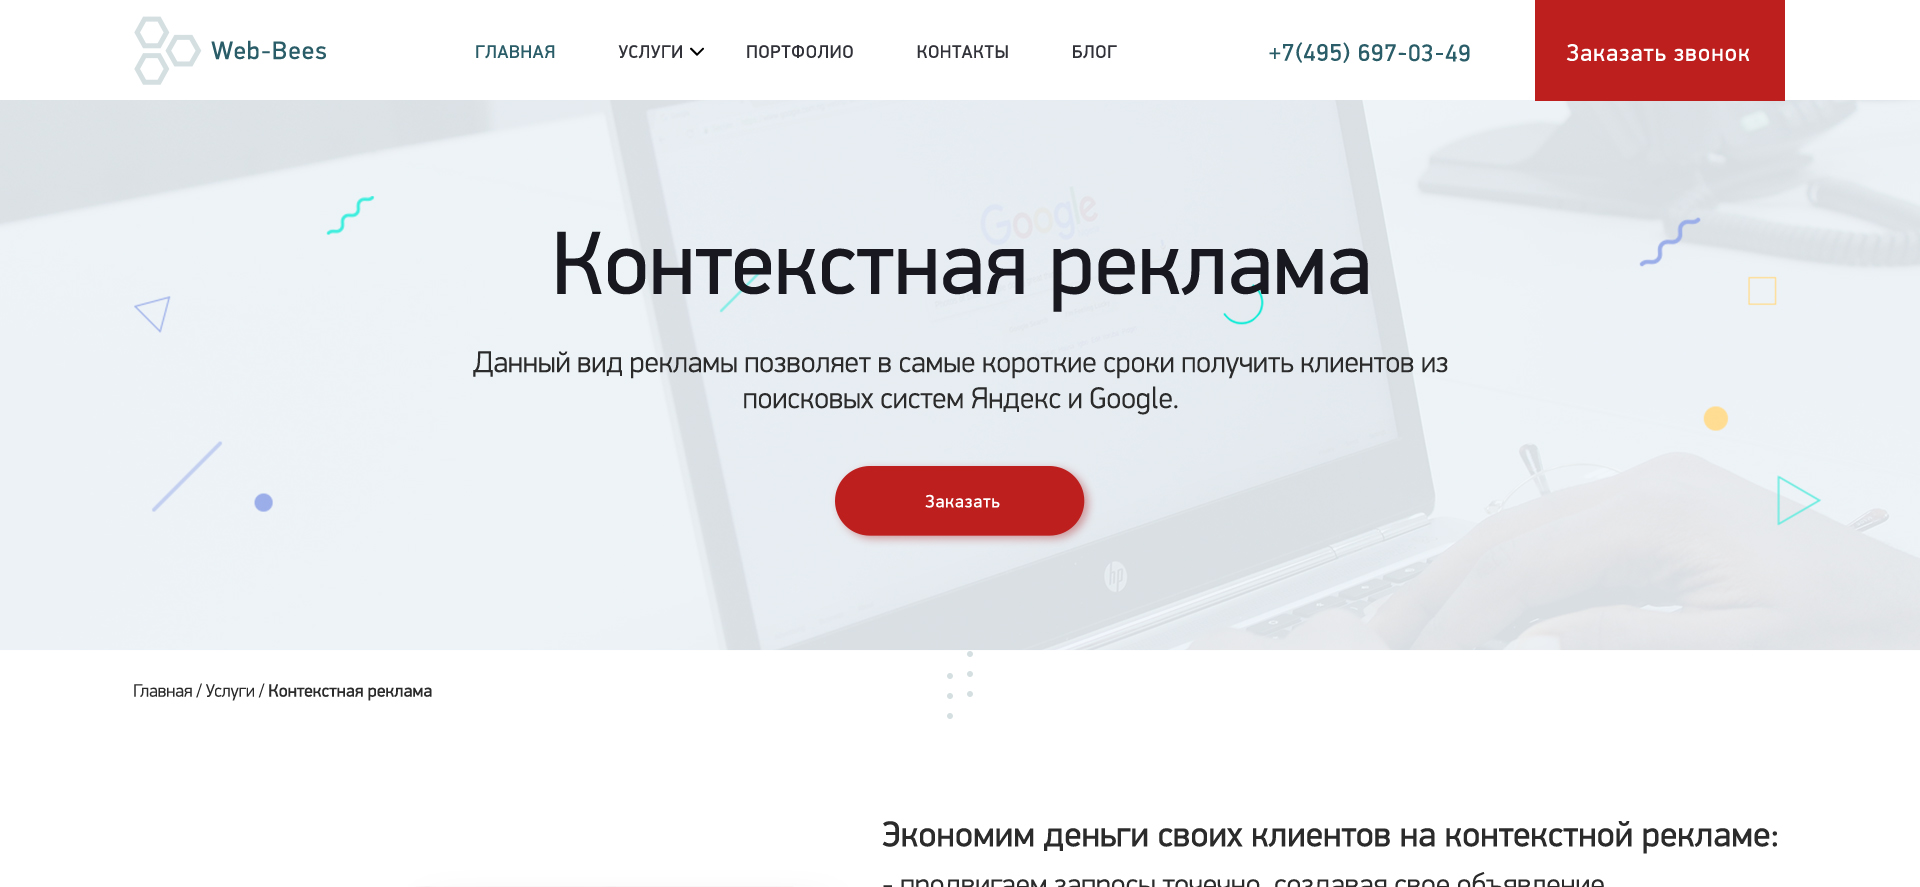 Web-Bees
ГЛАВНАЯ УСЛУГИ ПОРТФОЛИО КОНТАКТЫ БЛОГ
+7(495) 697-03-49
Заказать звонок
Google
Контекстная реклама
Данный вид рекламы позволяет в самые короткие сроки получить клиентов из
поисковых систем Яндекс и Google.
Заказать
hp
Главная / Услуги / Контекстная реклама
Экономим деньги своих клиентов на контекстной рекламе:
- продвигаем запросы точечно, создавая свое объявление